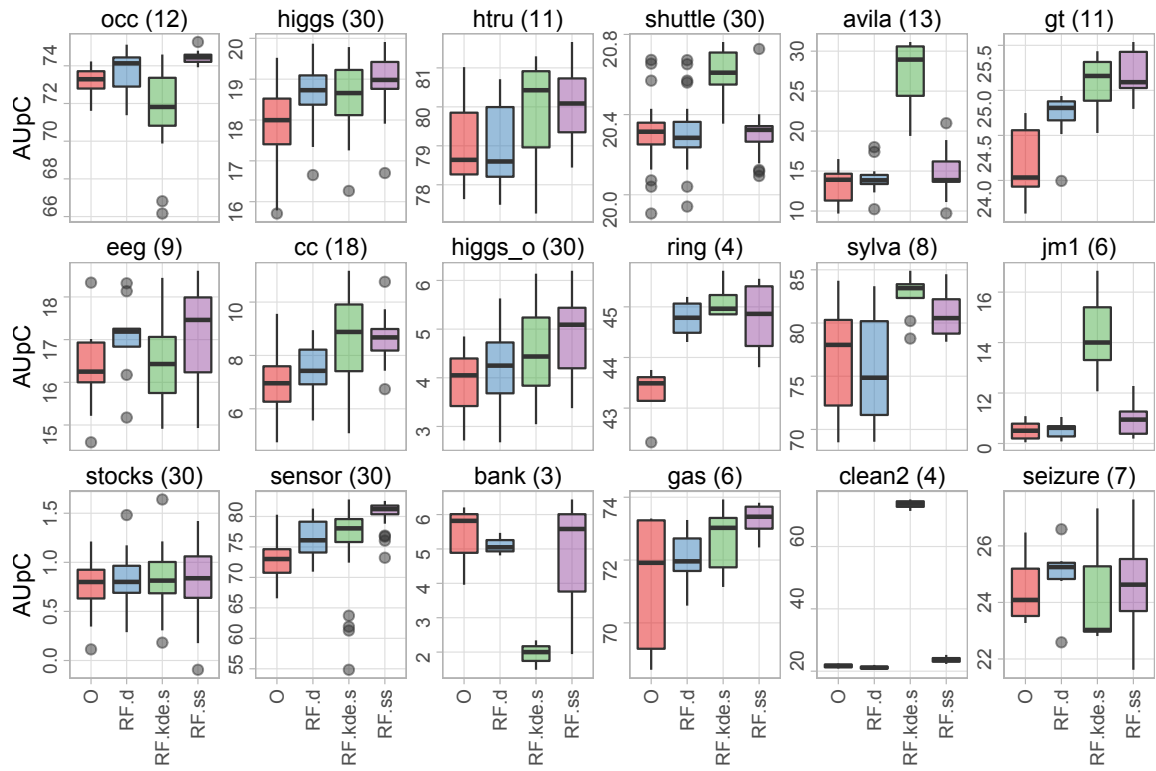 occ (12) higgs (30) htru (11) shuttle (30) avila (13) gt (11)
AUpC
66 68 70 72 74
16 17 18 19 20
78 79 80 81
20.0 20.4 20.8
10 15 20 25 30
24.0 24.5 25.0 25.5
eeg (9) cc (18) higgs_o (30) ring (4) sylva (8) jm1 (6)
AUpC
15 16 17 18
6 8 10
3 4 5 6
43 44 45
70 75 80 85
0 12 14 16
stocks (30) sensor (30) bank (3) gas (6) clean2 (4) seizure (7)
AUpC
0.0 0.5 1.0 1.5
55 60 65 70 75 80
2 3 4 5 6
70 72 74
20 40 60
22 24 26
O RF.d RF.kde.s RF.ss O RF.d RF.kde.s RF.ss O RF.d RF.kde.s RF.ss O RF.d RF.kde.s RF.ss O RF.d RF.kde.s RF.ss O RF.d RF.kde.s RF.ss